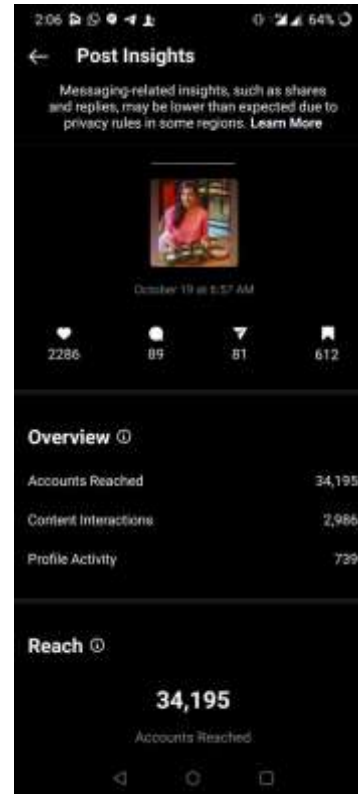 2:06 64%
Post Insights
Messaging-related insights, such as shares
and replies, may be lower than expected due to
privacy rules in some regions. Learn More
October 19 at 6:57 AM
2286 89 81 612
Overview
Accounts Reached 34,195
Content Interactions 2,986
Profile Activity 739
Reach
34,195
Accounts Reached